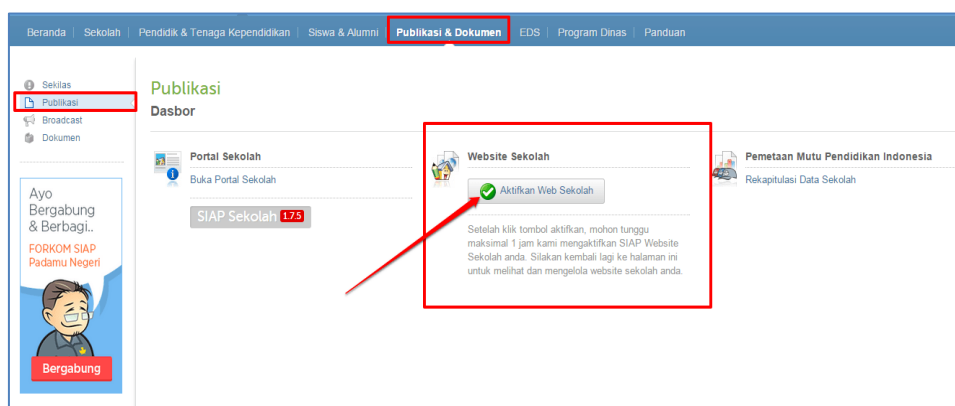 Beranda | Sekolah | Pendidik & Tenaga Kependidikan | Siswa & Alumni | Publikasi & Dokumen | EDS | Program Dinas | Panduan
Sekilas
Publikasi
Broadcast
Dokumen
Ayo
Bergabung
& Berbagi..
FORKOM SIAP
Padamu Negeri
Bergabung
Publikasi
Dasbor
Portal Sekolah
Buka Portal Sekolah
SIAP Sekolah 1.7.5
Website Sekolah
Aktifkan Web Sekolah
Setelah klik tombol aktifkan, mohon tunggu
maksimal 1 jam kami mengaktifkan SIAP Website
Sekolah anda. Silakan kembali lagi ke halaman ini
untuk melihat dan mengelola website sekolah anda.
Pemetaan Mutu Pendidikan Indonesia
Rekapitulasi Data Sekolah